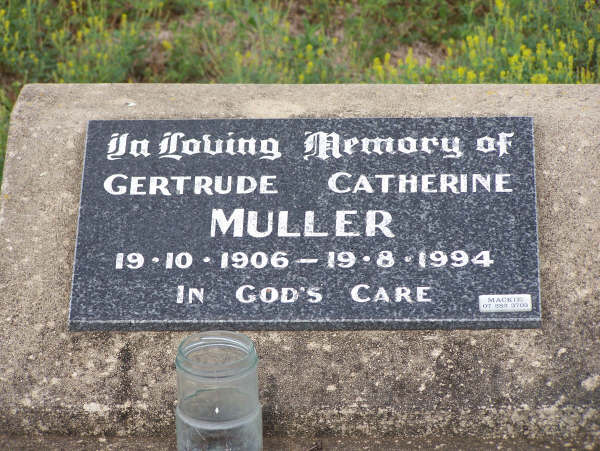 In Loving Memory of
GERTRUDE CATHERINE
MULLER
19·10·1906 – 19·8·1994
IN GOD'S CARE
MACKIE